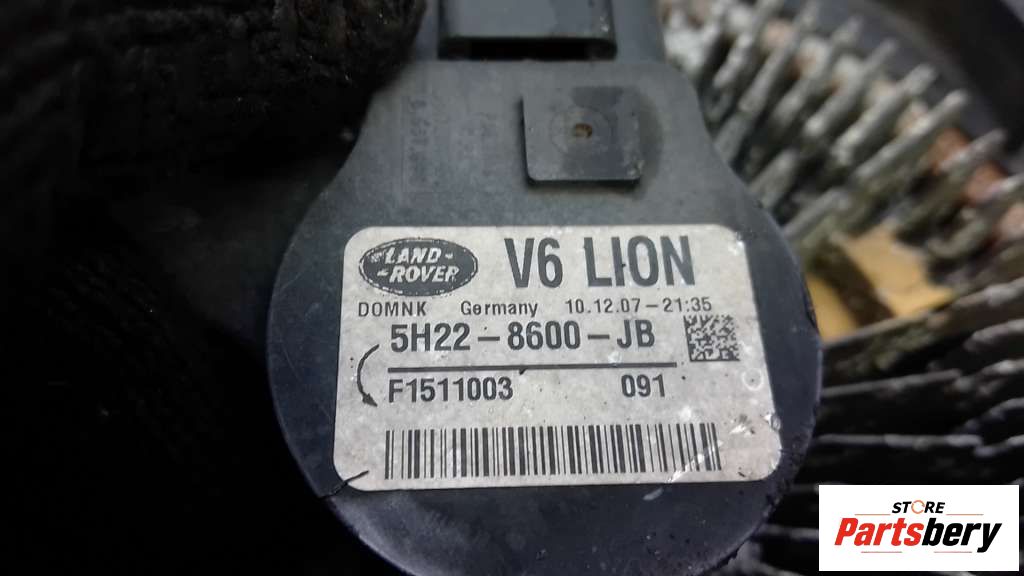 LAND-
ROVER
V6 LION
DOMNK Germany 10.12.07-21:35
5H22-8600-JB
F1511003 091
STORE
Partsbery